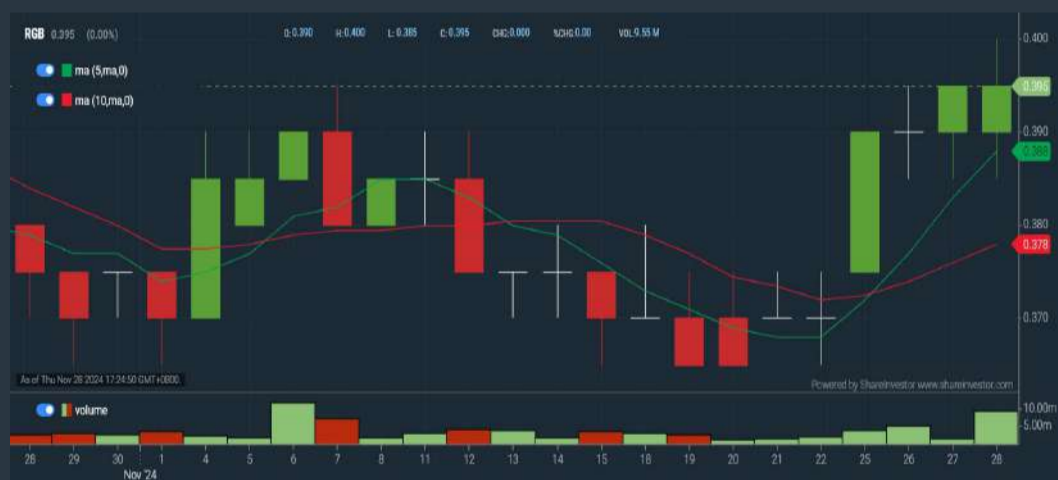 RGB 0.395 (0.00%) O:0.390 H:0.400 L:0.385 C:0.395 CHG:0.000 %CHG:0.00 VOL:9.55 M
ma (5,ma,0)
ma (10,ma,0)
0.400
0.395
0.390
0.388
0.380
0.378
0.370
As of Thu Nov 28 2024 17:24:50 GMT+0800. Powered by ShareInvestor www.shareinvestor.com
volume
10.00m
5.00m
28 29 30 1 4 5 6 7 8 11 12 13 14 15 18 19 20 21 22 25 26 27 28
Nov '24